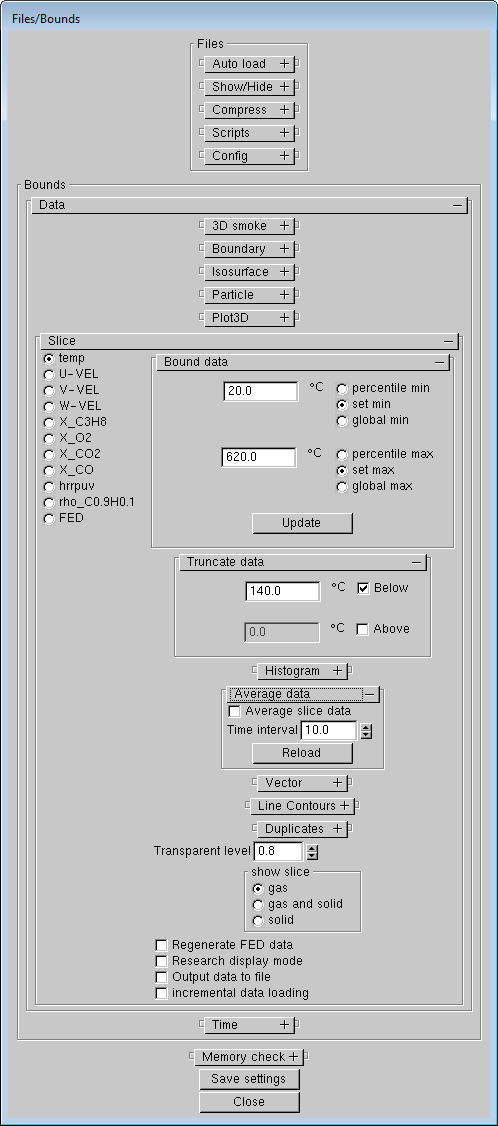 Files/Bounds
Files
Auto load +
Show/Hide +
Compress +
Scripts +
Config +
Bounds
Data −
3D smoke +
Boundary +
Isosurface +
Particle +
Plot3D +
Slice −
temp
U-VEL
V-VEL
W-VEL
X_C3H8
X_O2
X_CO2
X_CO
hrrpuv
rho_C0.9H0.1
FED
Bound data −
20.0 °C
percentile min
set min
global min
620.0 °C
percentile max
set max
global max
Update
Truncate data −
140.0 °C Below
0.0 °C Above
Histogram +
Average data −
Average slice data
Time interval 10.0
Reload
Vector +
Line Contours +
Duplicates +
Transparent level 0.8
show slice
gas
gas and solid
solid
Regenerate FED data
Research display mode
Output data to file
incremental data loading
Time +
Memory check +
Save settings
Close